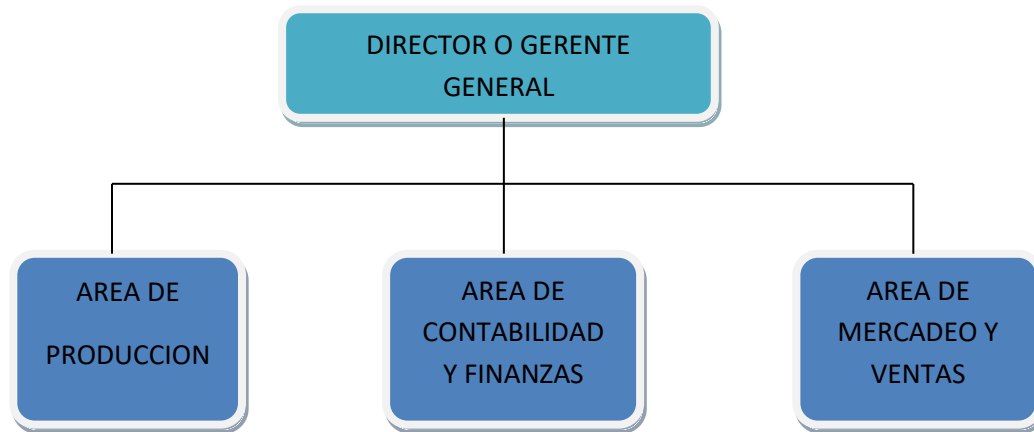 DIRECTOR O GERENTE
GENERAL
AREA DE
PRODUCCION
AREA DE
CONTABILIDAD
Y FINANZAS
AREA DE
MERCADEO Y
VENTAS